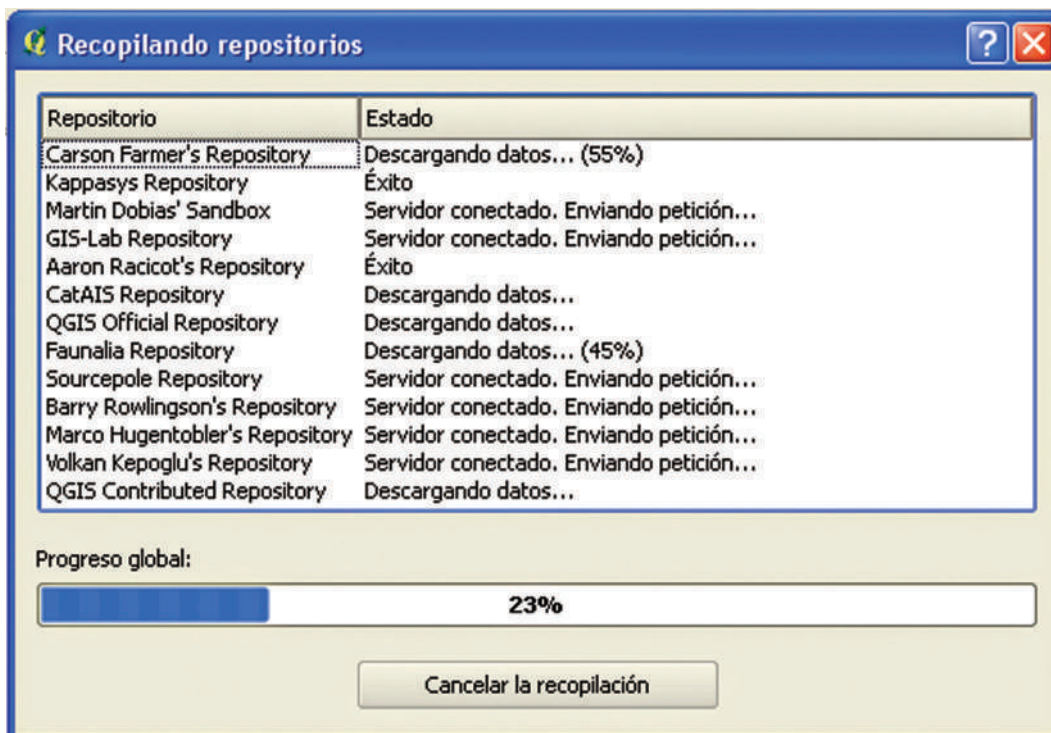 Recopilando repositorios
Repositorio Estado
Carson Farmer's Repository Descargando datos... (55%)
Kappasys Repository Éxito
Martin Dobias' Sandbox Servidor conectado. Enviando petición...
GIS-Lab Repository Servidor conectado. Enviando petición...
Aaron Racicot's Repository Éxito
CatAIS Repository Descargando datos...
QGIS Official Repository Descargando datos...
Faunalia Repository Descargando datos... (45%)
Sourcepole Repository Servidor conectado. Enviando petición...
Barry Rowlingson's Repository Servidor conectado. Enviando petición...
Marco Hugentobler's Repository Servidor conectado. Enviando petición...
Volkan Kepoglu's Repository Servidor conectado. Enviando petición...
QGIS Contributed Repository Descargando datos...
Progreso global:
23%
Cancelar la recopilación